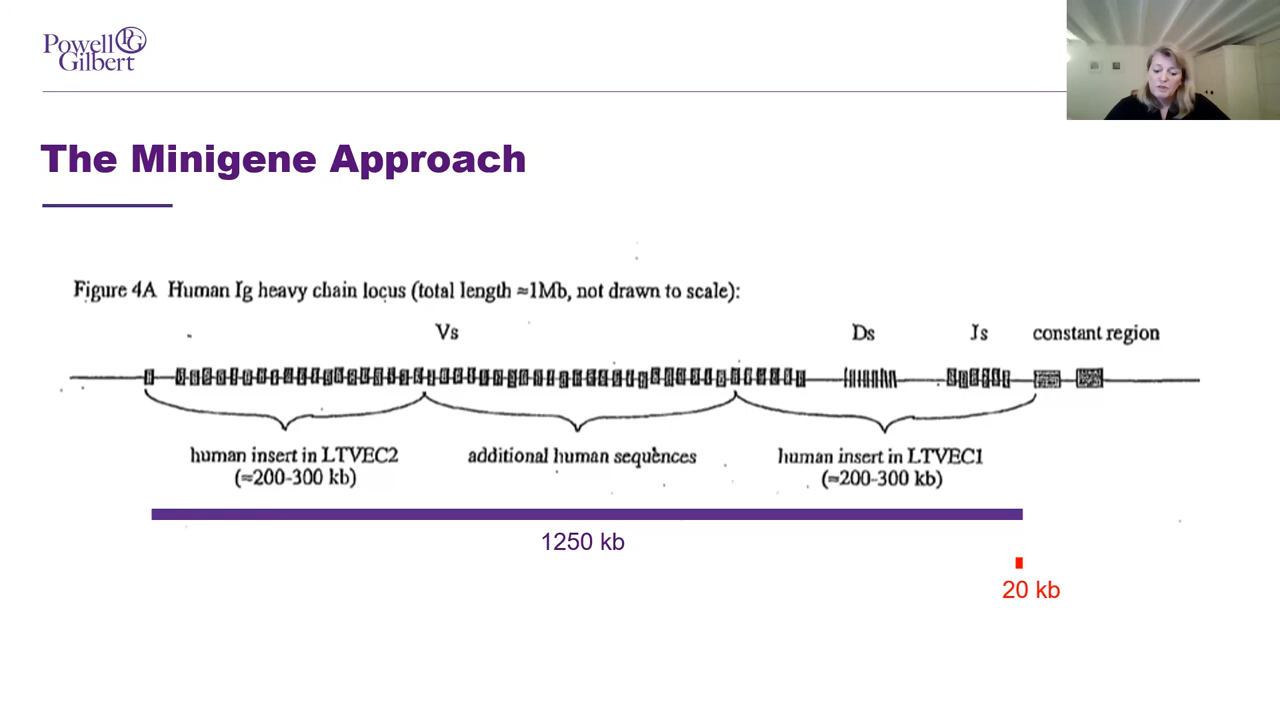 Powell
Gilbert
PG
The Minigene Approach
Figure 4A Human Ig heavy chain locus (total length ≈1Mb, not drawn to scale):
Vs
Ds
Js
constant region
human insert in LTVEC2
(≈200-300 kb)
additional human sequences
human insert in LTVEC1
(≈200-300 kb)
1250 kb
20 kb